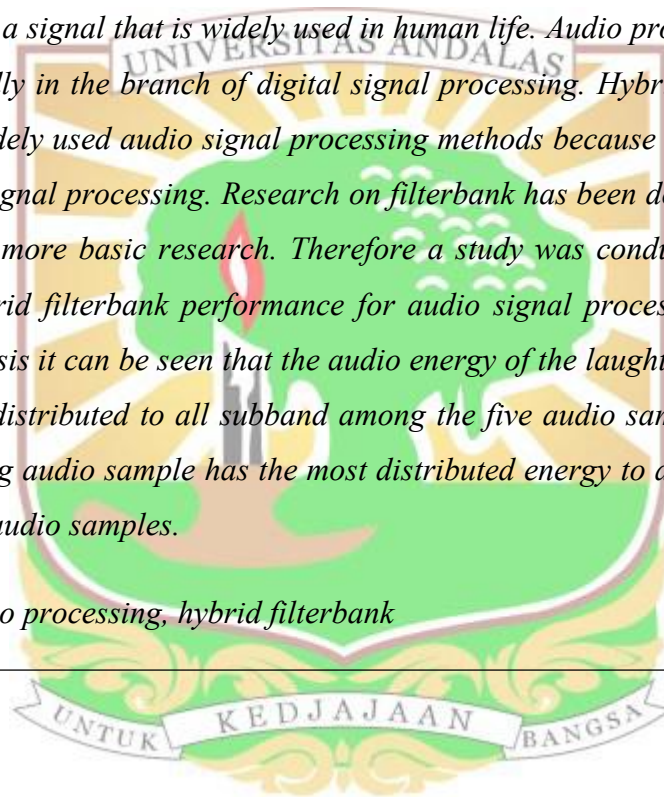 a signal that is widely used in human life. Audio pro
UNIVERSITAS ANDALAS
lly in the branch of digital signal processing. Hybri
dely used audio signal processing methods because
gnal processing. Research on filterbank has been d
more basic research. Therefore a study was condu
rid filterbank performance for audio signal proces
sis it can be seen that the audio energy of the laughi
distributed to all subband among the five audio sam
g audio sample has the most distributed energy to a
audio samples.
o processing, hybrid filterbank
UNTUK KEDJAJAAN BANGSA